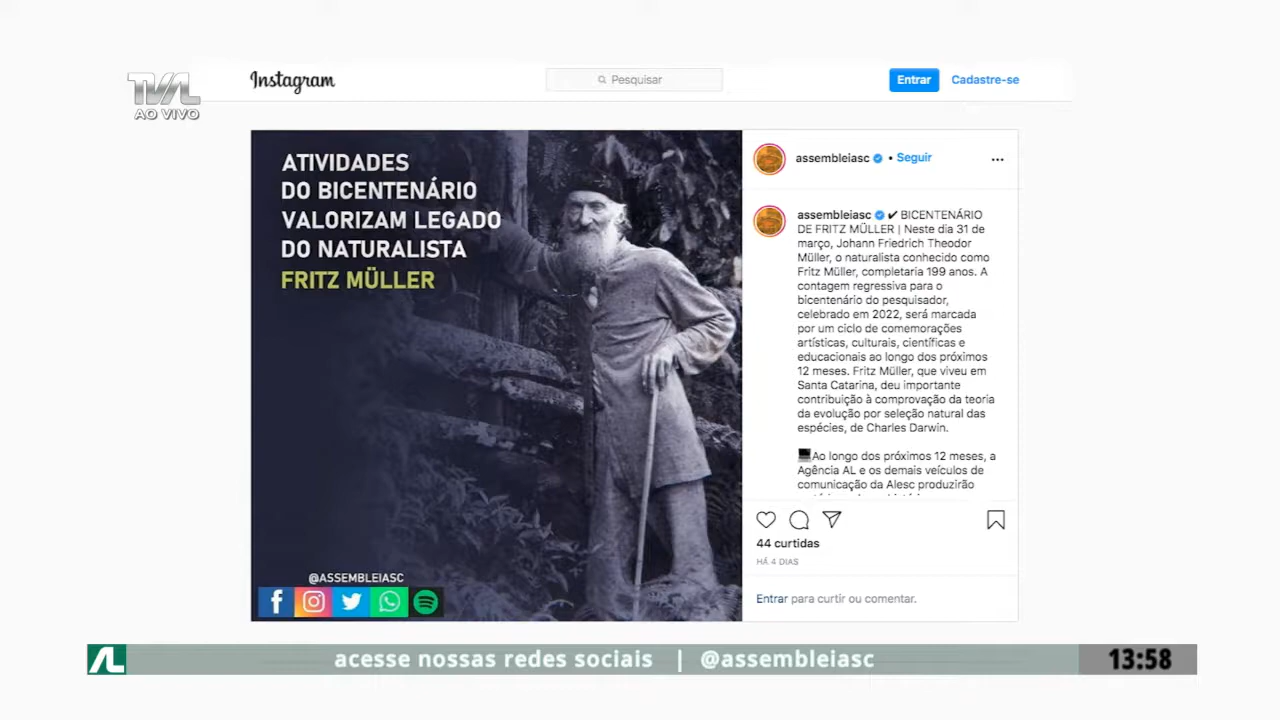 TVAL
AO VIVO
Instagram
Pesquisar
Entrar
Cadastre-se
ATIVIDADES
DO BICENTENÁRIO
VALORIZAM LEGADO
DO NATURALISTA
FRITZ MÜLLER
@ASSEMBLEIASC
assembleiasc • Seguir
assembleiasc ✔ BICENTENÁRIO
DE FRITZ MÜLLER | Neste dia 31 de
março, Johann Friedrich Theodor
Müller, o naturalista conhecido como
Fritz Müller, completaria 199 anos. A
contagem regressiva para o
bicentenário do pesquisador,
celebrado em 2022, será marcada
por um ciclo de comemorações
artísticas, culturais, científicas e
educacionais ao longo dos próximos
12 meses. Fritz Müller, que viveu em
Santa Catarina, deu importante
contribuição à comprovação da teoria
da evolução por seleção natural das
espécies, de Charles Darwin.
Ao longo dos próximos 12 meses, a
Agência AL e os demais veículos de
comunicação da Alesc produzirão
44 curtidas
HÁ 4 DIAS
Entrar para curtir ou comentar.
AL
acesse nossas redes sociais | @assembleiasc
13:58